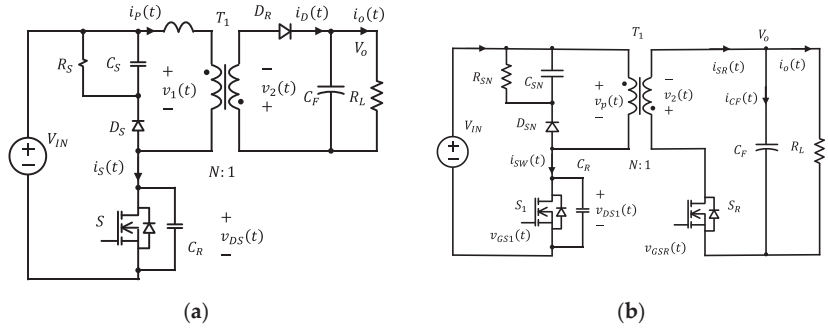 i_P(t) T_1 D_R i_D(t) i_o(t)
V_o
R_S C_S + v_1(t) − − v_2(t) + C_F R_L
D_S
V_IN
+ −
i_S(t) N: 1
S
C_R + v_DS(t) −
(a)
T_1 V_o
i_SR(t) i_o(t)
R_SN C_SN + v_p(t) − − v_2(t) + i_CF(t)
D_SN
V_IN
+ −
i_SW(t) C_R N: 1 C_F R_L
S_1 + v_DS1(t) − S_R
v_GS1(t) v_GSR(t)
(b)